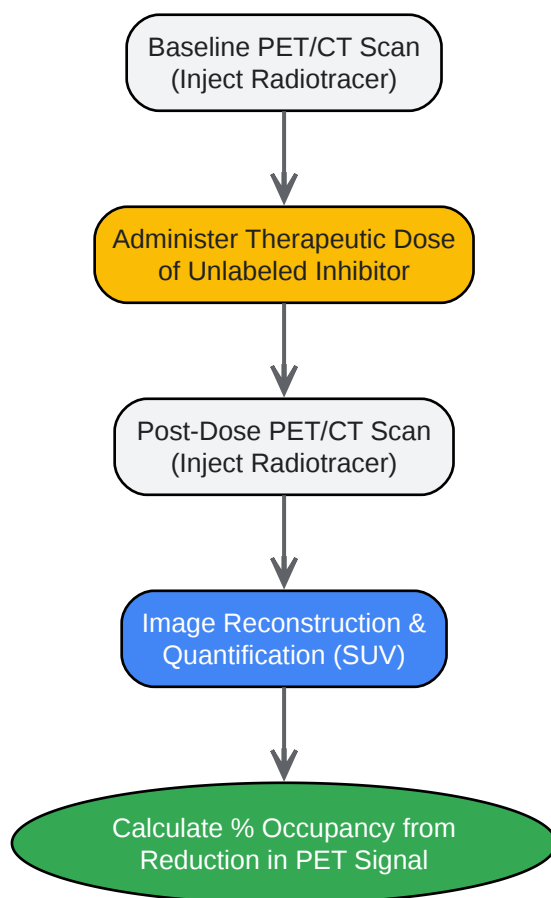 Baseline PET/CT Scan
(Inject Radiotracer)
Administer Therapeutic Dose
of Unlabeled Inhibitor
Post-Dose PET/CT Scan
(Inject Radiotracer)
Image Reconstruction &
Quantification (SUV)
Calculate % Occupancy from
Reduction in PET Signal